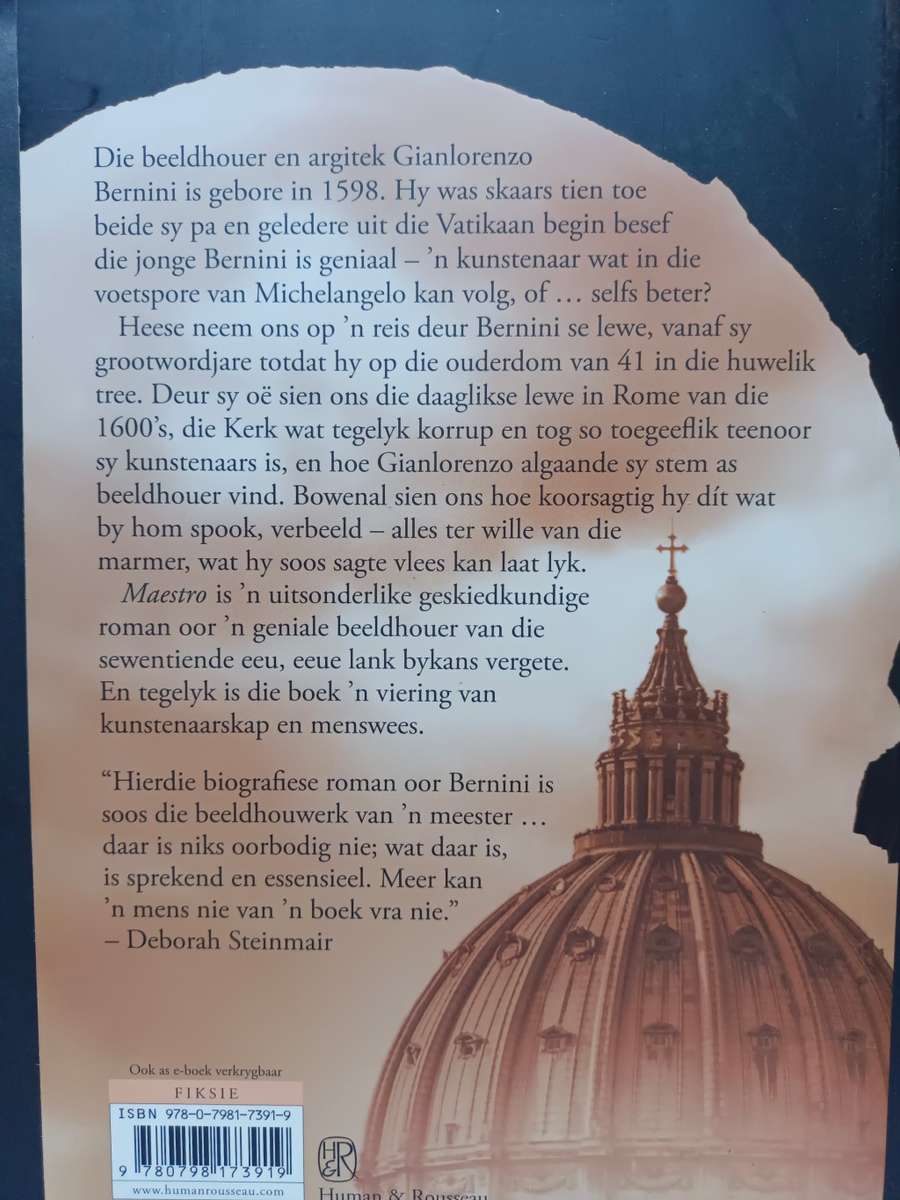 Die beeldhouer en argitek Gianlorenzo
Bernini is gebore in 1598. Hy was skaars tien toe
beide sy pa en geledere uit die Vatikaan begin besef
die jonge Bernini is geniaal – ’n kunstenaar wat in die
voetspore van Michelangelo kan volg, of … selfs beter?
Heese neem ons op ’n reis deur Bernini se lewe, vanaf sy
grootwordjare totdat hy op die ouderdom van 41 in die huwelik
tree. Deur sy oë sien ons die daaglikse lewe in Rome van die
1600’s, die Kerk wat tegelyk korrup en tog so toegeeflik teenoor
sy kunstenaars is, en hoe Gianlorenzo algaande sy stem as
beeldhouer vind. Bowenal sien ons hoe koorsagtig hy dít wat
by hom spook, verbeeld – alles ter wille van die
marmer, wat hy soos sagte vlees kan laat lyk.
Maestro is ’n uitsonderlike geskiedkundige
roman oor ’n geniale beeldhouer van die
sewentiende eeu, eeue lank bykans vergete.
En tegelyk is die boek ’n viering van
kunstenaarskap en menswees.
“Hierdie biografiese roman oor Bernini is
soos die beeldhouwerk van ’n meester …
daar is niks oorbodig nie; wat daar is,
is sprekend en essensieel. Meer kan
’n mens nie van ’n boek vra nie.”
– Deborah Steinmair
Ook as e-boek verkrygbaar
FIKSIE
ISBN 978-0-7981-7391-9
9 780798 173919
www.humanrousseau.com
H&R
Human & Rousseau